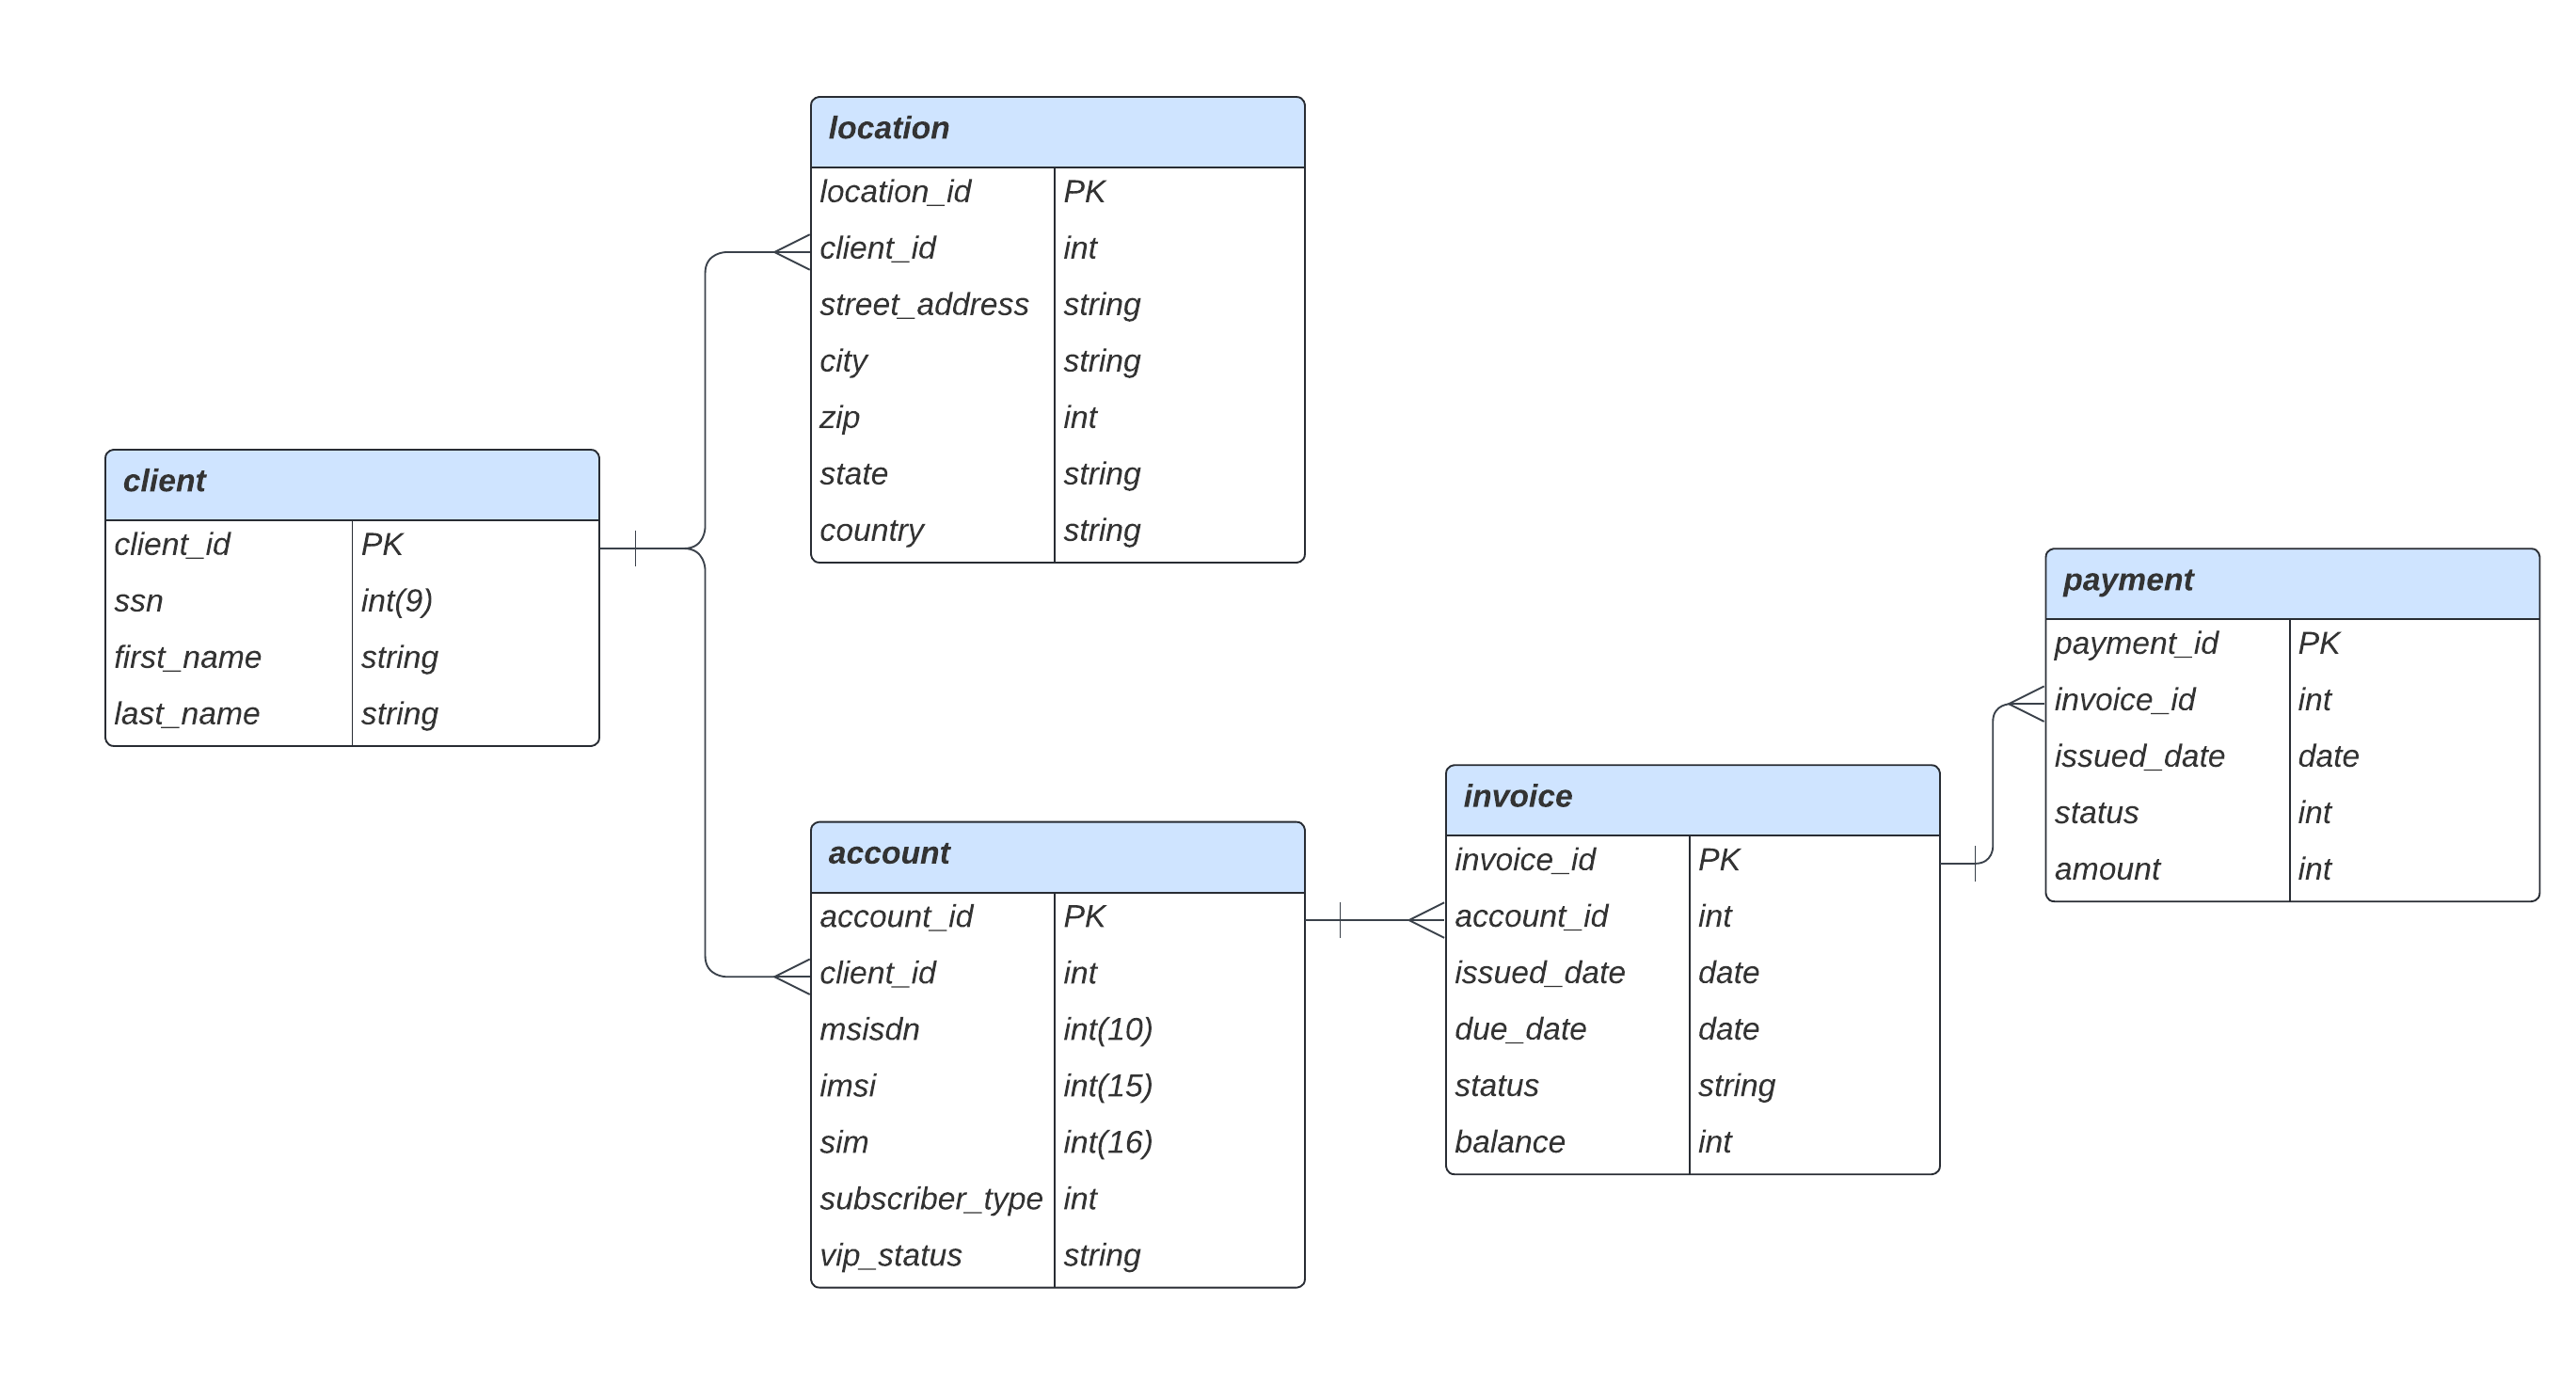 location
location_id PK
client_id int
street_address string
city string
zip int
state string
country string
client
client_id PK
ssn int(9)
first_name string
last_name string
account
account_id PK
client_id int
msisdn int(10)
imsi int(15)
sim int(16)
subscriber_type int
vip_status string
invoice
invoice_id PK
account_id int
issued_date date
due_date date
status string
balance int
payment
payment_id PK
invoice_id int
issued_date date
status int
amount int